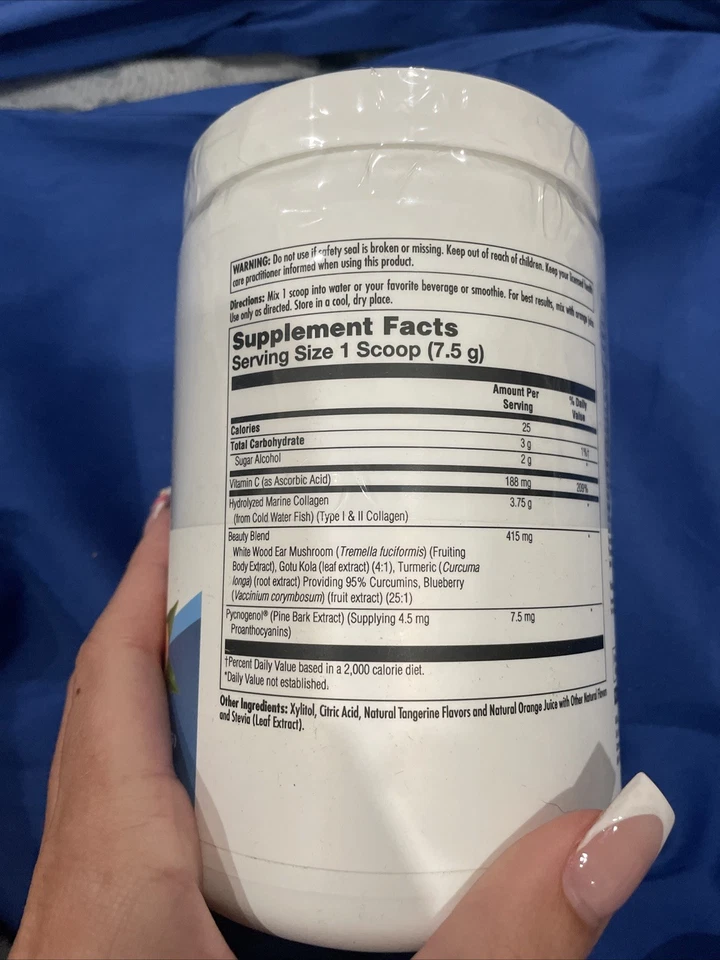 WARNING: Do not use if safety seal is broken or missing. Keep out of reach of children. Keep your licensed health
care practitioner informed when using this product.
Directions: Mix 1 scoop into water or your favorite beverage or smoothie. For best results, mix with orange juice.
Use only as directed. Store in a cool, dry place.
Supplement Facts
Serving Size 1 Scoop (7.5 g)
Amount Per Serving % Daily Value
Calories 25
Total Carbohydrate 3 g 1%†
Sugar Alcohol 2 g *
Vitamin C (as Ascorbic Acid) 188 mg 209%
Hydrolyzed Marine Collagen 3.75 g *
(from Cold Water Fish) (Type I & II Collagen)
Beauty Blend 415 mg *
White Wood Ear Mushroom (Tremella fuciformis) (Fruiting
Body Extract), Gotu Kola (leaf extract) (4:1), Turmeric (Curcuma
longa) (root extract) Providing 95% Curcumins, Blueberry
(Vaccinium corymbosum) (fruit extract) (25:1)
Pycnogenol® (Pine Bark Extract) (Supplying 4.5 mg 7.5 mg *
Proanthocyanins)
†Percent Daily Value based on a 2,000 calorie diet.
*Daily Value not established.
Other Ingredients: Xylitol, Citric Acid, Natural Tangerine Flavors and Natural Orange Juice with Other Natural Flavors
and Stevia (Leaf Extract).